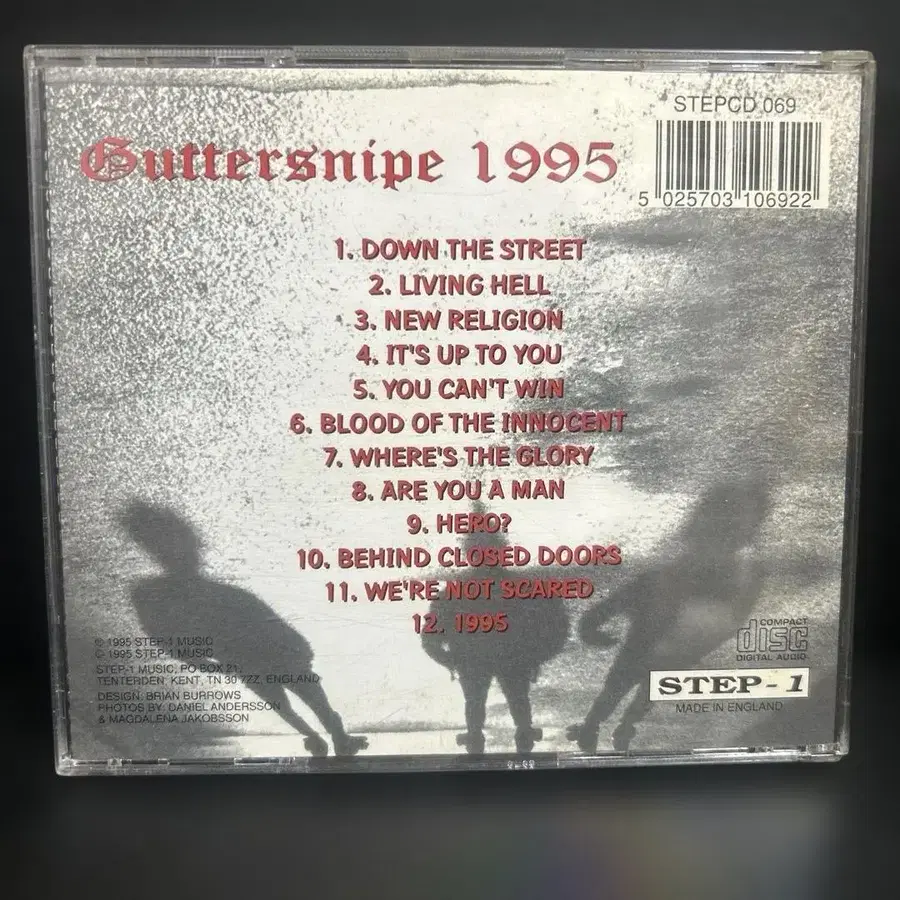 STEPCD 069
Guttersnipe 1995
5 025703 106922
1. DOWN THE STREET
2. LIVING HELL
3. NEW RELIGION
4. IT'S UP TO YOU
5. YOU CAN'T WIN
6. BLOOD OF THE INNOCENT
7. WHERE'S THE GLORY
8. ARE YOU A MAN
9. HERO?
10. BEHIND CLOSED DOORS
11. WE'RE NOT SCARED
12. 1995
℗ 1995 STEP-1 MUSIC
© 1995 STEP-1 MUSIC
STEP-1 MUSIC, PO BOX 21,
TENTERDEN, KENT, TN 30 7ZZ, ENGLAND
DESIGN: BRIAN BURROWS
PHOTOS BY: DANIEL ANDERSSON
& MAGDALENA JAKOBSSON
COMPACT
disc
DIGITAL AUDIO
STEP-1
MADE IN ENGLAND